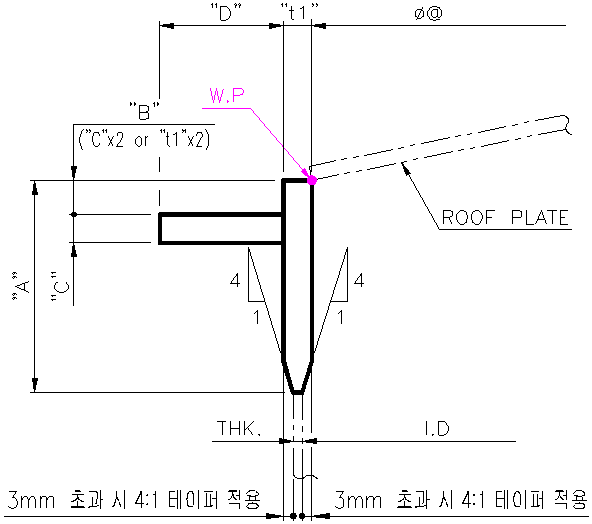 "D" "t1" ø@
W.P
"B"
("C"x2 or "t1"x2)
ROOF PLATE
"A" "C"
4 4
1 1
THK. I.D
3mm 초과 시 4:1 테이퍼 적용 3mm 초과 시 4:1 테이퍼 적용